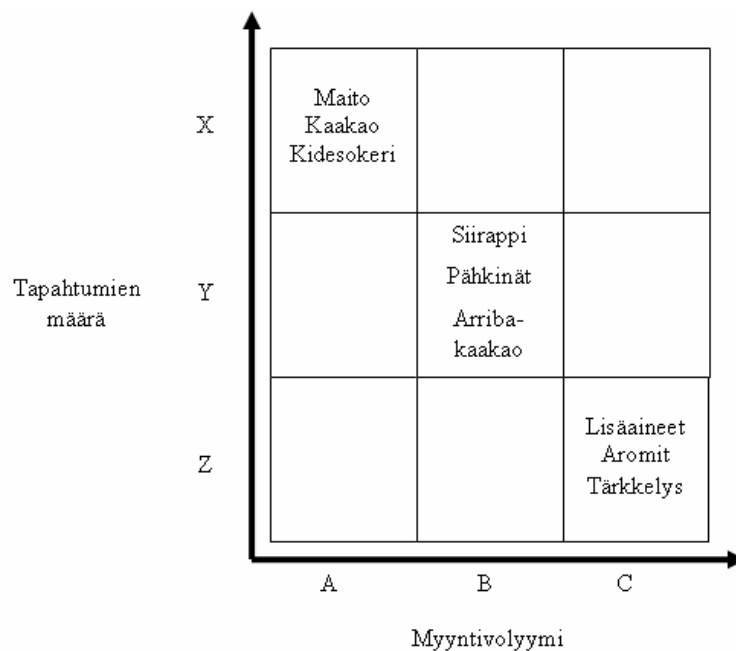 Maito
Kaakao
Kidesokeri
X
Siirappi
Pähkinät
Arriba-
kaakao
Tapahtumien
määrä
Y
Lisäaineet
Aromit
Tärkkelys
Z
A
B
C
Myyntivolyymi